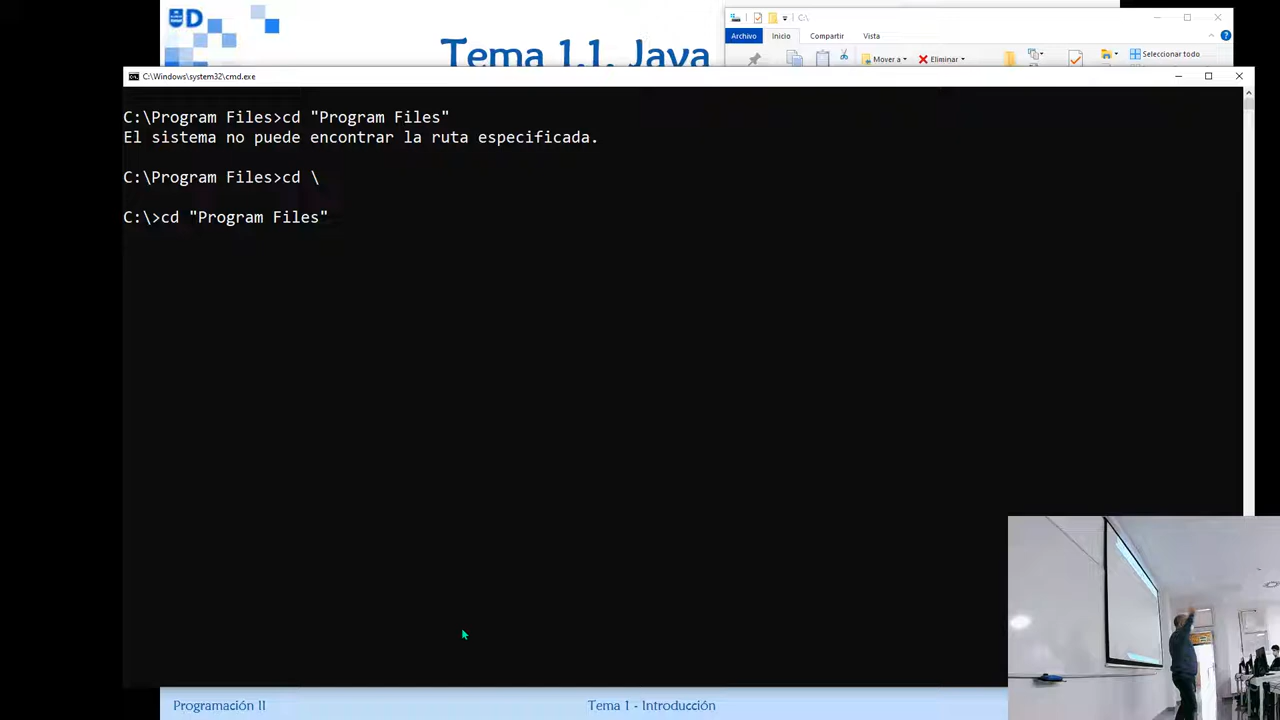 D
Tema 1.1. Java
C:\
Archivo
Inicio
Compartir
Vista
Mover a
Eliminar
Seleccionar todo
C:\Windows\system32\cmd.exe
C:\Program Files>cd "Program Files"
El sistema no puede encontrar la ruta especificada.
C:\Program Files>cd \
C:\>cd "Program Files"
Programación II
Tema 1 - Introducción